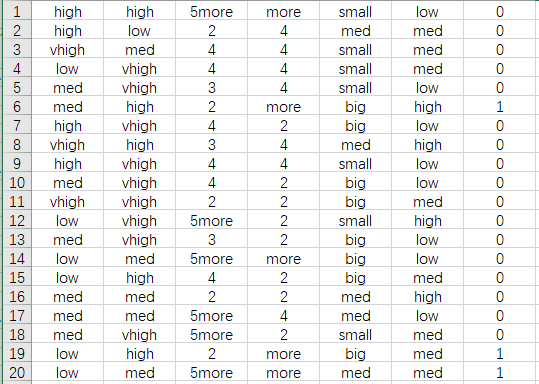 1 high high 5more more small low 0
2 high low 2 4 med med 0
3 vhigh med 4 4 small med 0
4 low vhigh 4 4 small med 0
5 med vhigh 3 4 small low 0
6 med high 2 more big high 1
7 high vhigh 4 2 big low 0
8 vhigh high 3 4 med high 0
9 high vhigh 4 4 small low 0
10 med vhigh 4 2 big low 0
11 vhigh vhigh 2 2 big med 0
12 low vhigh 5more 2 small high 0
13 med vhigh 3 2 big low 0
14 low med 5more more big low 0
15 low high 4 2 big med 0
16 med med 2 2 med high 0
17 med med 5more 4 med low 0
18 med vhigh 5more 2 small med 0
19 low high 2 more big med 1
20 low med 5more more med med 1